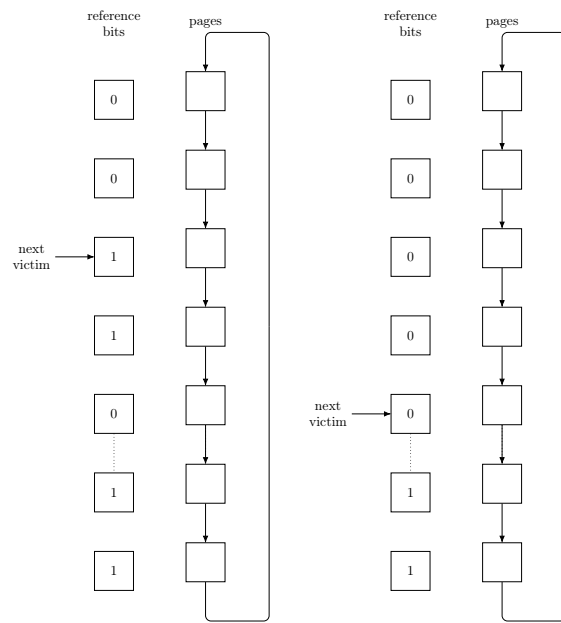 reference
bits
pages
0
0
next
victim
1
1
0
1
1
reference
bits
pages
0
0
0
0
next
victim
0
1
1